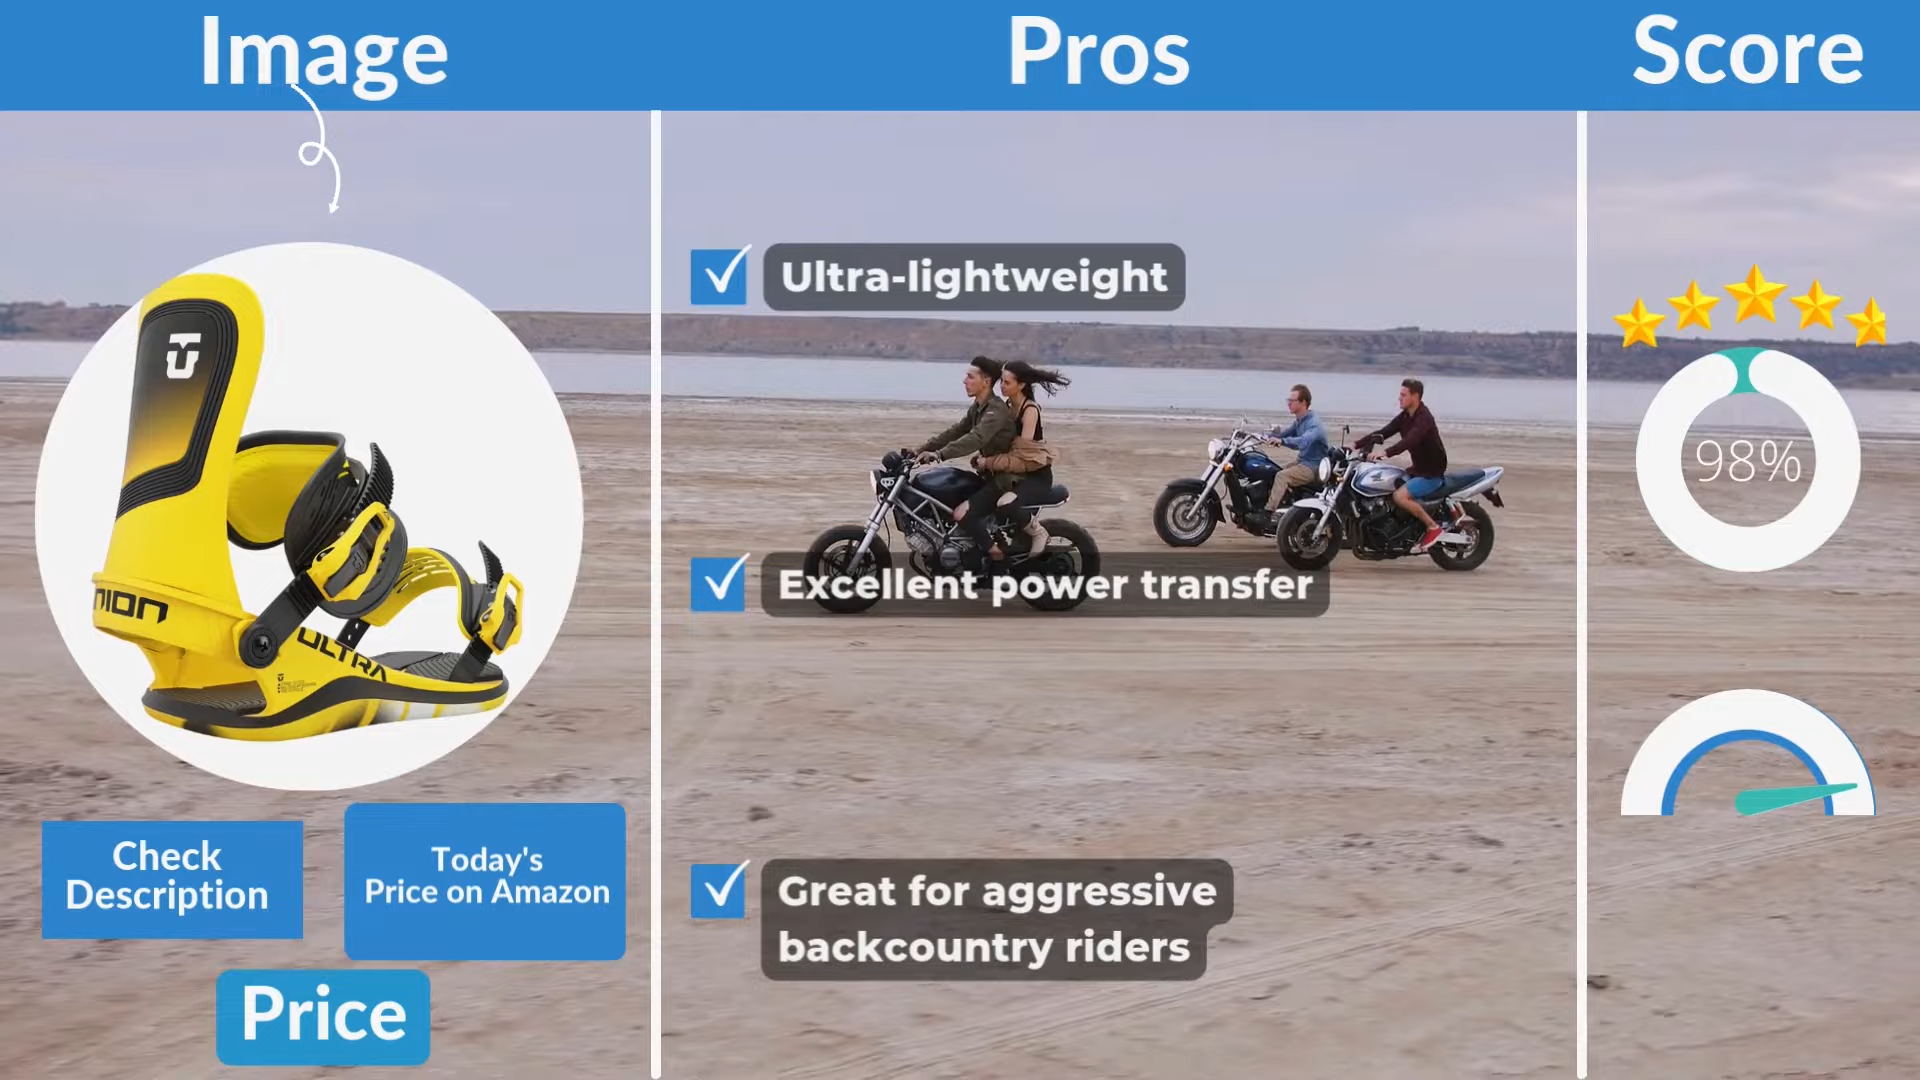 Image
Pros
Score
Ultra-lightweight
98%
Excellent power transfer
NION
ULTRA
Check
Description
Today's
Price on Amazon
Great for aggressive
backcountry riders
Price